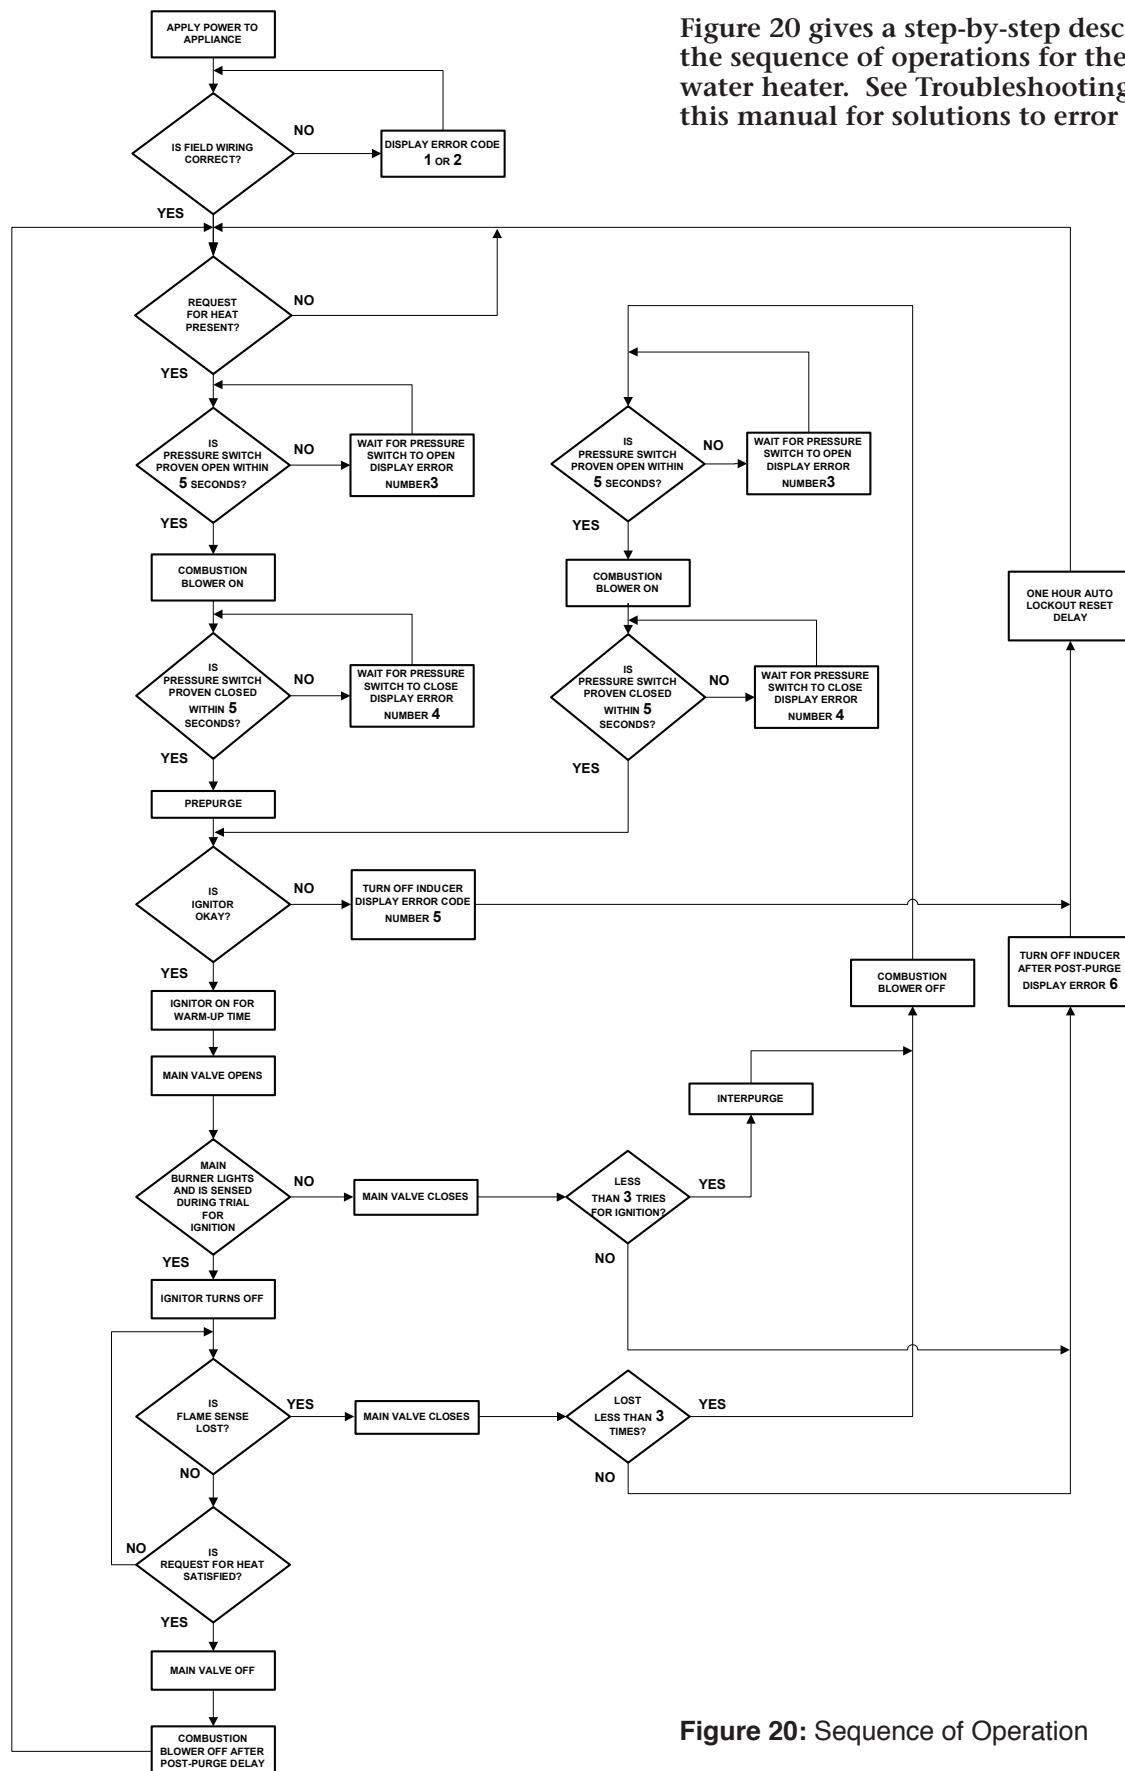 APPLY POWER TO
APPLIANCE
Figure 20 gives a step-by-step desc
the sequence of operations for the
water heater. See Troubleshooting
this manual for solutions to error
IS FIELD WIRING
CORRECT?
NO
DISPLAY ERROR CODE
1 OR 2
YES
REQUEST
FOR HEAT
PRESENT?
NO
YES
IS
PRESSURE SWITCH
PROVEN OPEN WITHIN
5 SECONDS?
NO
WAIT FOR PRESSURE
SWITCH TO OPEN
DISPLAY ERROR
NUMBER3
YES
COMBUSTION
BLOWER ON
IS
PRESSURE SWITCH
PROVEN CLOSED
WITHIN 5
SECONDS?
NO
WAIT FOR PRESSURE
SWITCH TO CLOSE
DISPLAY ERROR
NUMBER 4
YES
PREPURGE
IS
PRESSURE SWITCH
PROVEN OPEN WITHIN
5 SECONDS?
NO
WAIT FOR PRESSURE
SWITCH TO OPEN
DISPLAY ERROR
NUMBER3
YES
COMBUSTION
BLOWER ON
IS
PRESSURE SWITCH
PROVEN CLOSED
WITHIN 5
SECONDS?
NO
WAIT FOR PRESSURE
SWITCH TO CLOSE
DISPLAY ERROR
NUMBER 4
YES
ONE HOUR AUTO
LOCKOUT RESET
DELAY
IS
IGNITOR
OKAY?
NO
TURN OFF INDUCER
DISPLAY ERROR CODE
NUMBER 5
YES
IGNITOR ON FOR
WARM-UP TIME
COMBUSTION
BLOWER OFF
TURN OFF INDUCER
AFTER POST-PURGE
DISPLAY ERROR 6
MAIN VALVE OPENS
INTERPURGE
MAIN
BURNER LIGHTS
AND IS SENSED
DURING TRIAL
FOR
IGNITION
NO
MAIN VALVE CLOSES
LESS
THAN 3 TRIES
FOR IGNITION?
YES
NO
YES
IGNITOR TURNS OFF
IS
FLAME SENSE
LOST?
YES
MAIN VALVE CLOSES
LOST
LESS THAN 3
TIMES?
YES
NO
NO
IS
REQUEST FOR HEAT
SATISFIED?
NO
YES
MAIN VALVE OFF
COMBUSTION
BLOWER OFF AFTER
POST-PURGE DELAY
Figure 20: Sequence of Operation